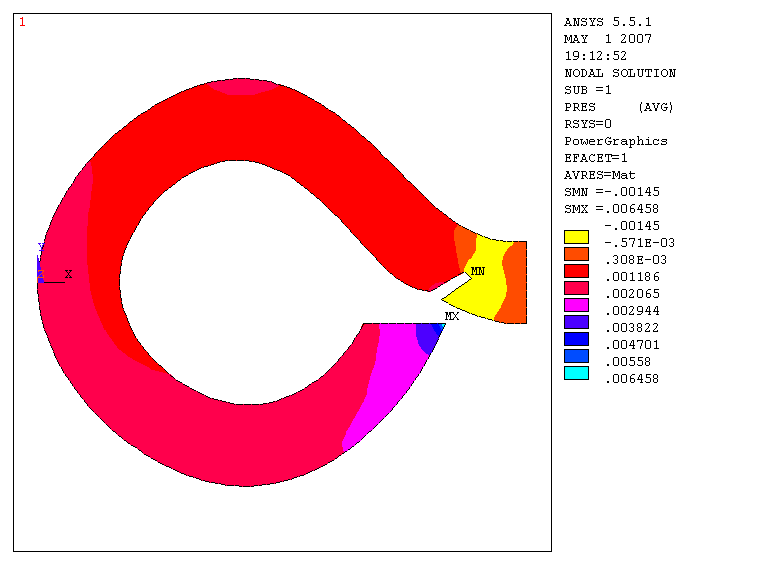 1
ANSYS 5.5.1
MAY 1 2007
19:12:52
NODAL SOLUTION
SUB =1
PRES (AVG)
RSYS=0
PowerGraphics
EFACET=1
AVRES=Mat
SMN =-.00145
SMX =.006458
-.00145
-.571E-03
.308E-03
.001186
.002065
.002944
.003822
.004701
.00558
.006458
Y
Z
X
MN
MX